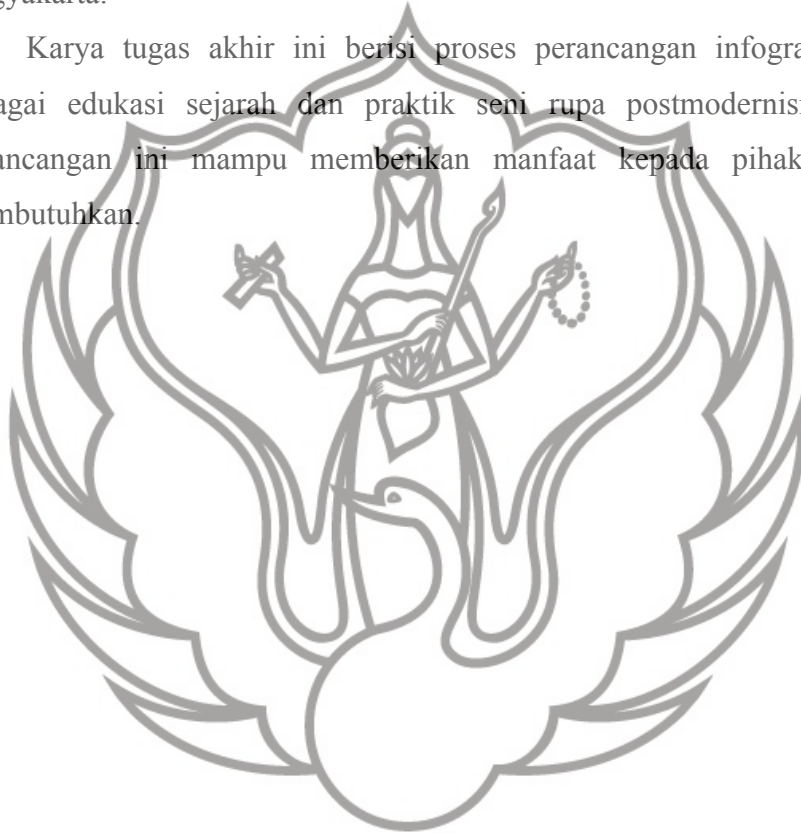 gyakarta.
Karya tugas akhir ini berisi proses perancangan infogra
agai edukasi sejarah dan praktik seni rupa postmodernis
ancangan ini mampu memberikan manfaat kepada pihak
mbutuhkan.